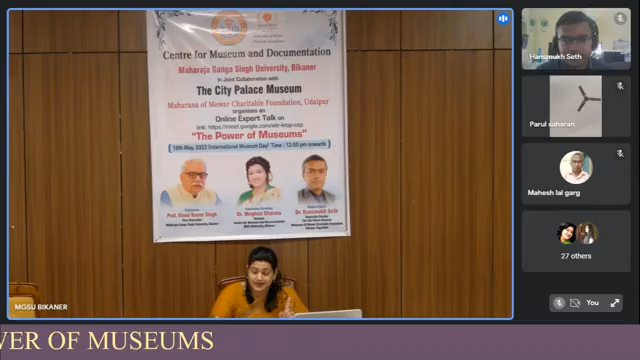 Centre for Museum and Documentation
Maharaja Ganga Singh University, Bikaner
In Joint Collaboration with
The City Palace Museum
Maharana of Mewar Charitable Foundation, Udaipur
organises an
Online Expert Talk on
"The Power of Museums"
18th May, 2022 (International Museum Day) Time : 12:00 pm onwards
Prof. Vinod Kumar Singh
Dr. Meghna Sharma
Dr. Hansmukh Seth
MGSU BIKANER
Hansmukh Seth
Parul saharan
Mahesh lal garg
27 others
You
WER OF MUSEUMS